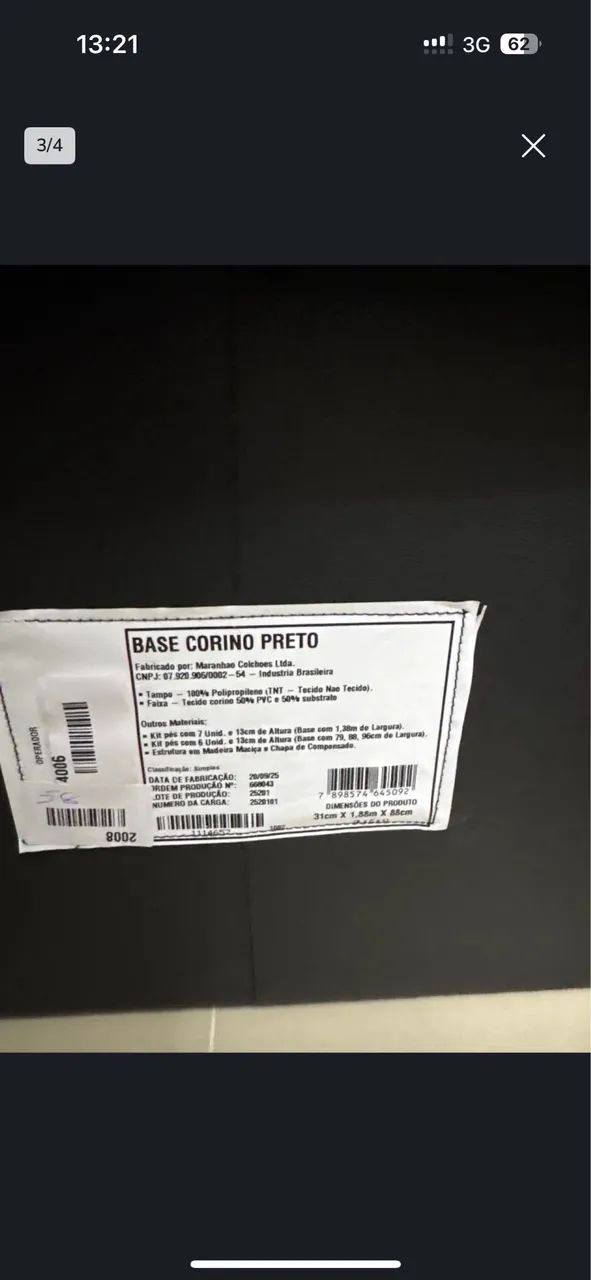 13:21
3G
62
3/4
BASE CORINO PRETO
Fabricado por: Maranhao Colchoes Ltda.
CNPJ: 07.920.906/0002-54 - Industria Brasileira
- Tampo - 100% Polipropileno (TNT - Tecido Nao Tecido).
- Faixa - Tecido corino 50% PVC e 50% substrato
Outros Materiais:
- Kit pés com 7 Unid. e 13cm de Altura (Base com 1,38m de Largura).
- Kit pés com 6 Unid. e 13cm de Altura (Base com 79, 88, 96cm de Largura).
- Estrutura em Madeira Maciça e Chapa de Compensado.
Classificação: Simples
DATA DE FABRICAÇÃO: 20/09/25
ORDEM PRODUÇÃO Nº: 668043
LOTE DE PRODUÇÃO: 25201
NUMERO DA CARGA: 2520101
7 898574 645092
DIMENSÕES DO PRODUTO
31cm X 1,88m X 88cm
OPERADOR
4006
2008